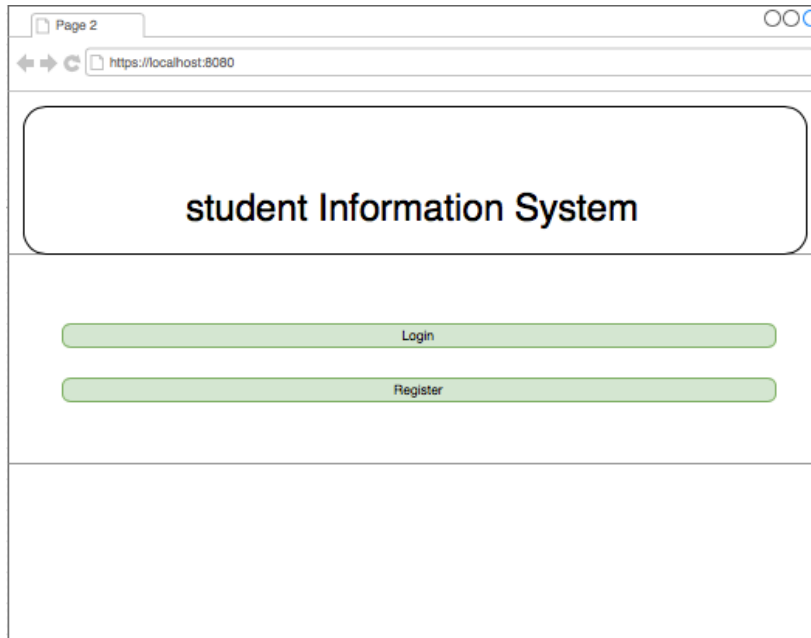 Page 2
https://localhost:8080
student Information System
Login
Register